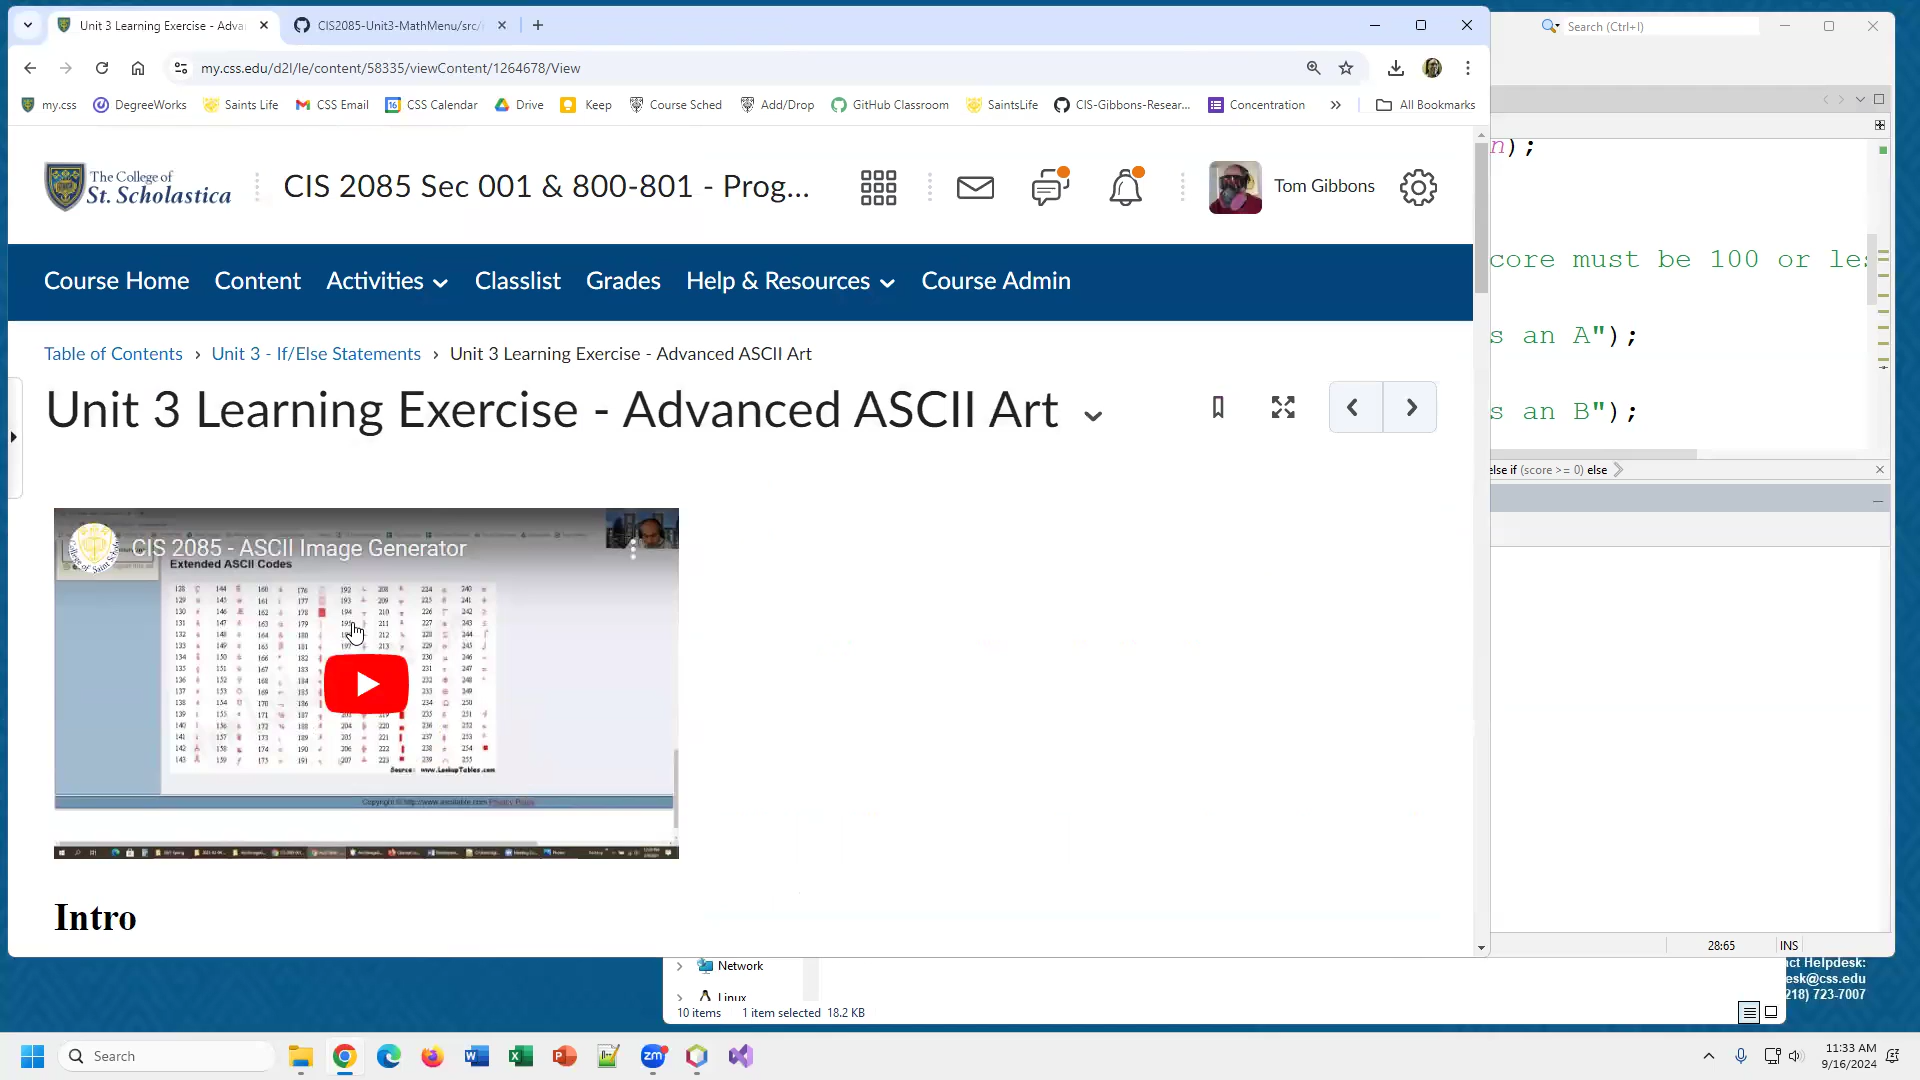 Unit 3 Learning Exercise - Adva
CIS2085-Unit3-MathMenu/src/
Search (Ctrl+I)
my.css.edu/d2l/le/content/58335/viewContent/1264678/View
my.css
DegreeWorks
Saints Life
CSS Email
CSS Calendar
Drive
Keep
Course Sched
Add/Drop
GitHub Classroom
SaintsLife
CIS-Gibbons-Resear...
Concentration
All Bookmarks
n);
The College of
St. Scholastica
CIS 2085 Sec 001 & 800-801 - Prog...
Tom Gibbons
core must be 100 or les
Course Home
Content
Activities
Classlist
Grades
Help & Resources
Course Admin
s an A");
Table of Contents › Unit 3 - If/Else Statements › Unit 3 Learning Exercise - Advanced ASCII Art
Unit 3 Learning Exercise - Advanced ASCII Art
s an B");
else if (score >= 0) else
CIS 2085 - ASCII Image Generator
Extended ASCII Codes
Source: www.LookupTables.com
Intro
28:65
INS
Network
Linux
act Helpdesk:
esk@css.edu
218) 723-7007
10 items
1 item selected
18.2 KB
Search
zm
11:33 AM
9/16/2024